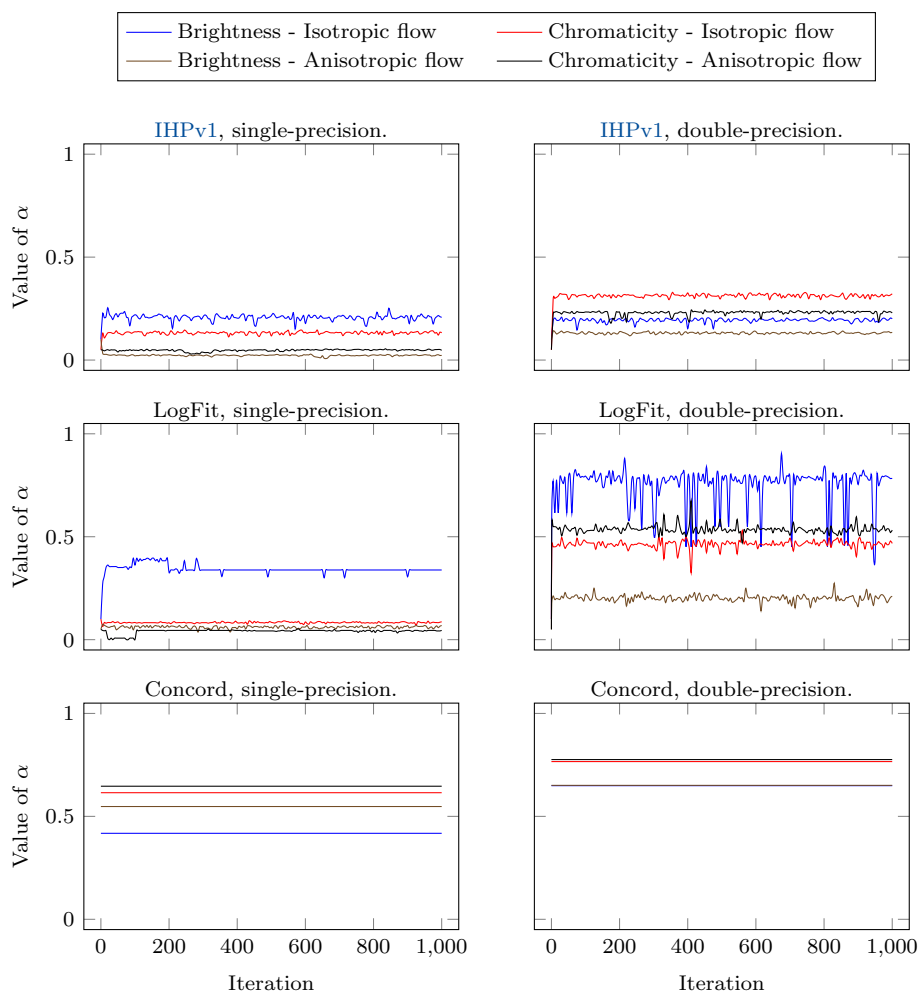 Brightness - Isotropic flow Chromaticity - Isotropic flow
Brightness - Anisotropic flow Chromaticity - Anisotropic flow
IHPv1, single-precision. IHPv1, double-precision.
1
0.5
0
Value of α
LogFit, single-precision. LogFit, double-precision.
1
0.5
0
Value of α
Concord, single-precision. Concord, double-precision.
1
0.5
0
Value of α
0 200 400 600 800 1,000 0 200 400 600 800 1,000
Iteration Iteration